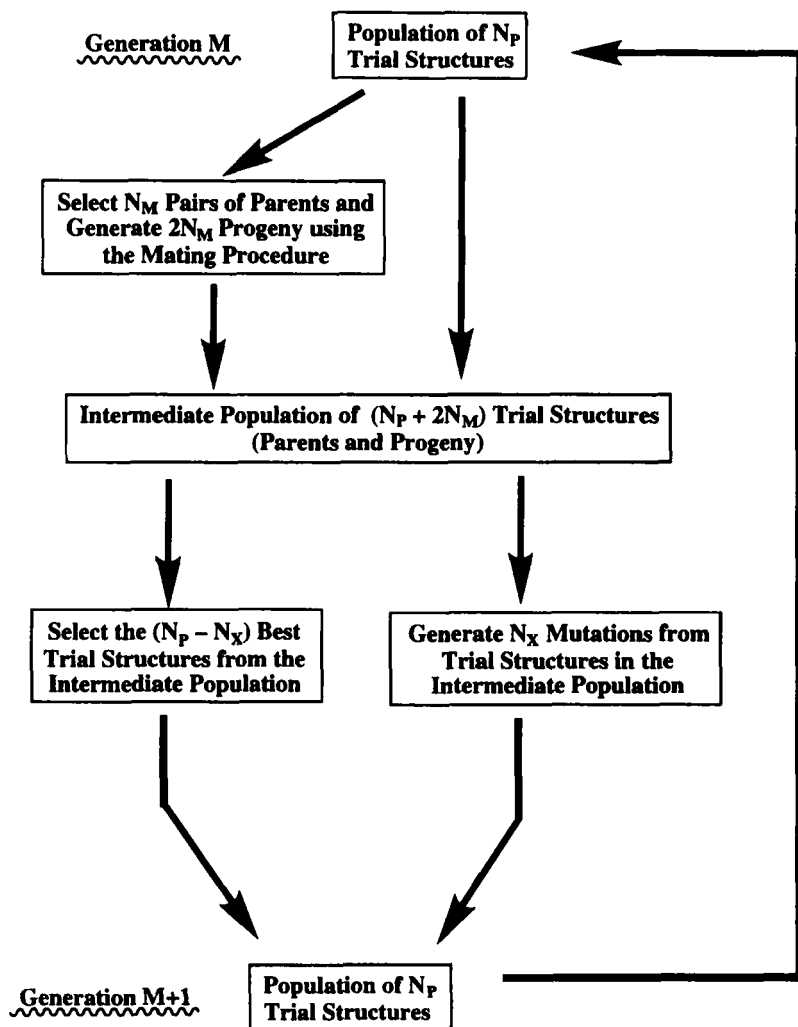 Generation M
Population of N_P
Trial Structures
Select N_M Pairs of Parents and
Generate 2N_M Progeny using
the Mating Procedure
Intermediate Population of (N_P + 2N_M) Trial Structures
(Parents and Progeny)
Select the (N_P – N_X) Best
Trial Structures from the
Intermediate Population
Generate N_X Mutations from
Trial Structures in the
Intermediate Population
Generation M+1
Population of N_P
Trial Structures